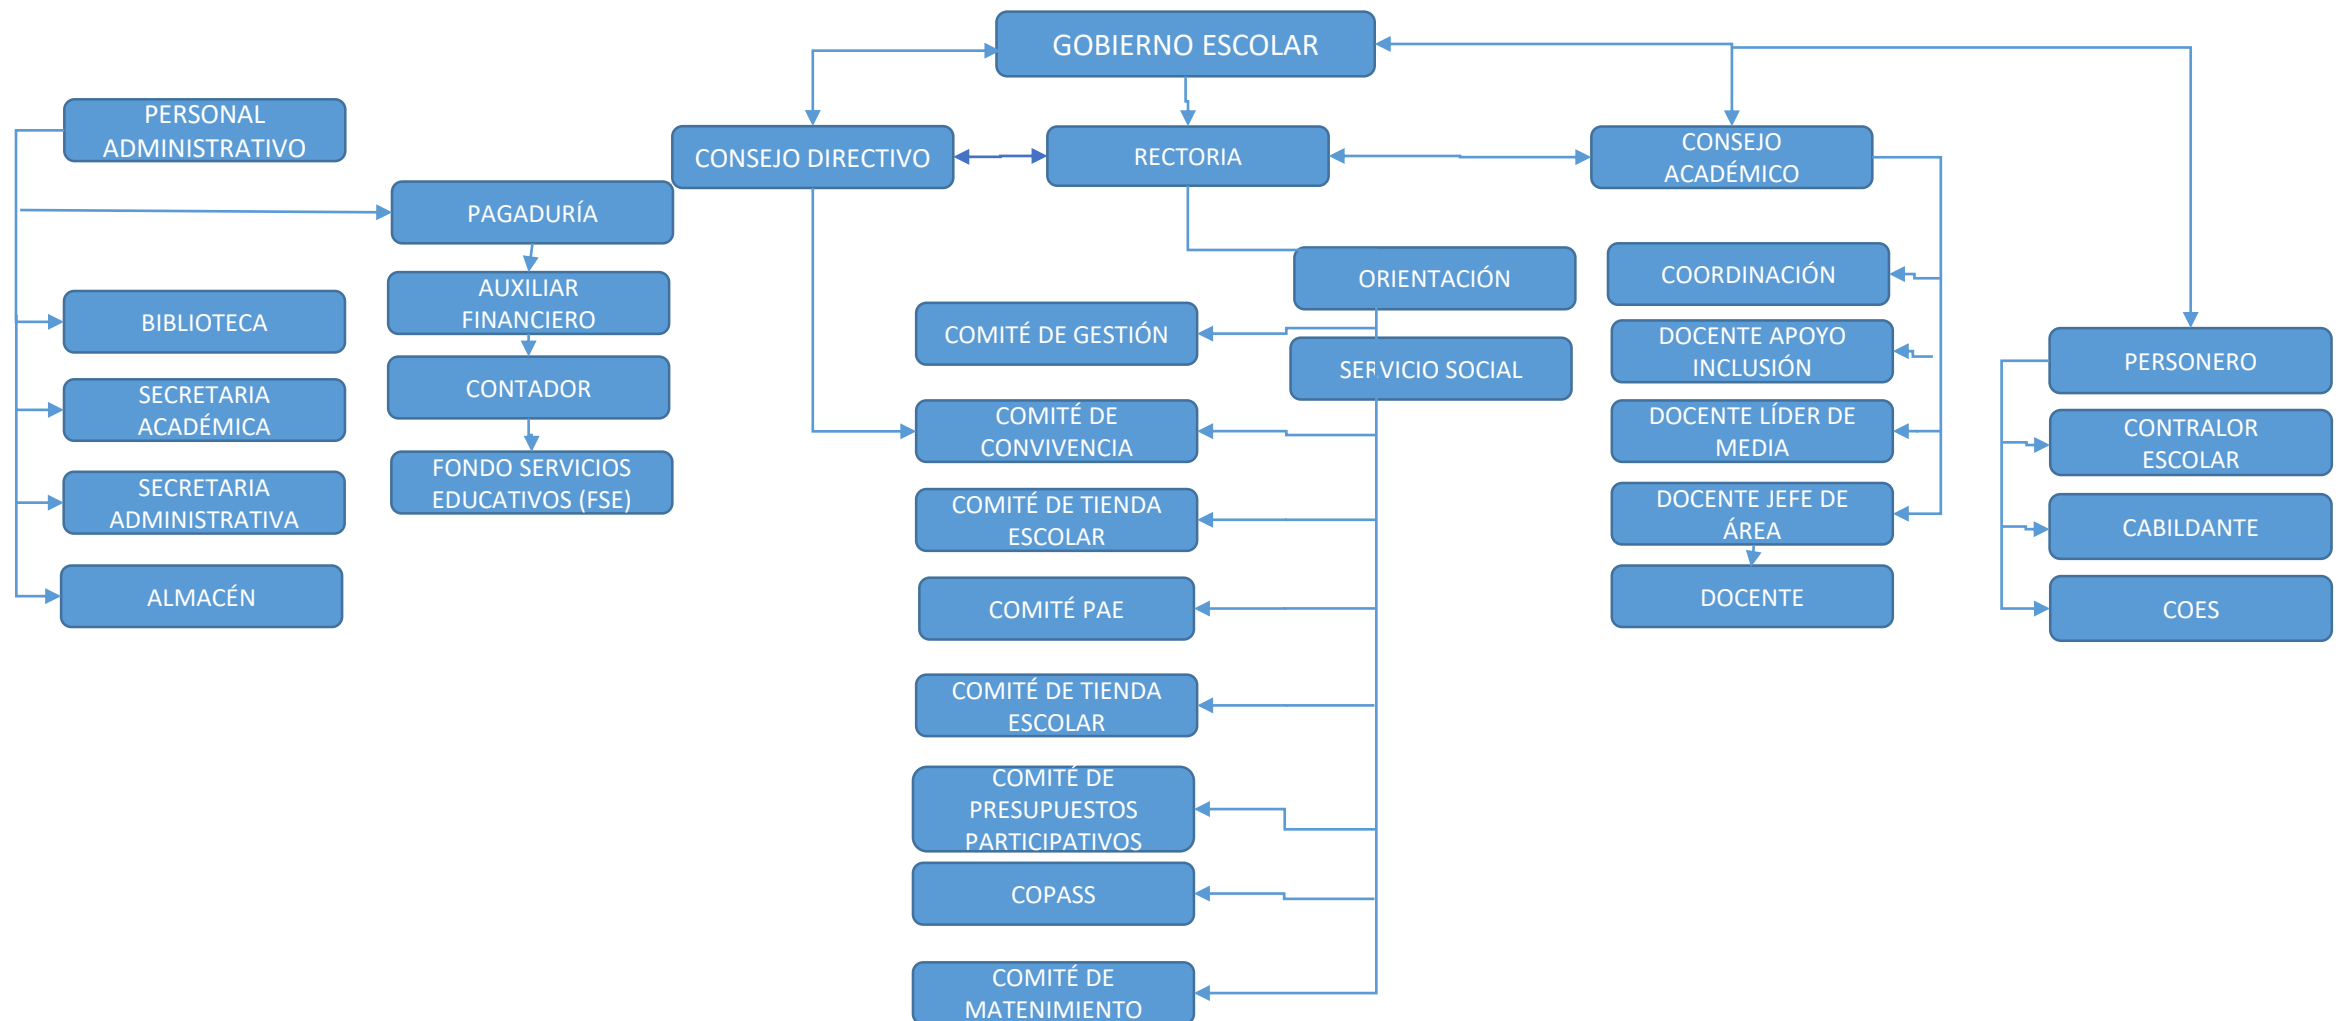 GOBIERNO ESCOLAR
PERSONAL
ADMINISTRATIVO
CONSEJO DIRECTIVO
RECTORIA
CONSEJO
ACADÉMICO
PAGADURÍA
AUXILIAR
FINANCIERO
CONTADOR
FONDO SERVICIOS
EDUCATIVOS (FSE)
BIBLIOTECA
SECRETARIA
ACADÉMICA
SECRETARIA
ADMINISTRATIVA
ALMACÉN
ORIENTACIÓN
SERVICIO SOCIAL
COMITÉ DE GESTIÓN
COMITÉ DE
CONVIVENCIA
COMITÉ DE TIENDA
ESCOLAR
COMITÉ PAE
COMITÉ DE TIENDA
ESCOLAR
COMITÉ DE
PRESUPUESTOS
PARTICIPATIVOS
COPASS
COMITÉ DE
MATENIMIENTO
COORDINACIÓN
DOCENTE APOYO
INCLUSIÓN
DOCENTE LÍDER DE
MEDIA
DOCENTE JEFE DE
ÁREA
DOCENTE
PERSONERO
CONTRALOR
ESCOLAR
CABILDANTE
COES